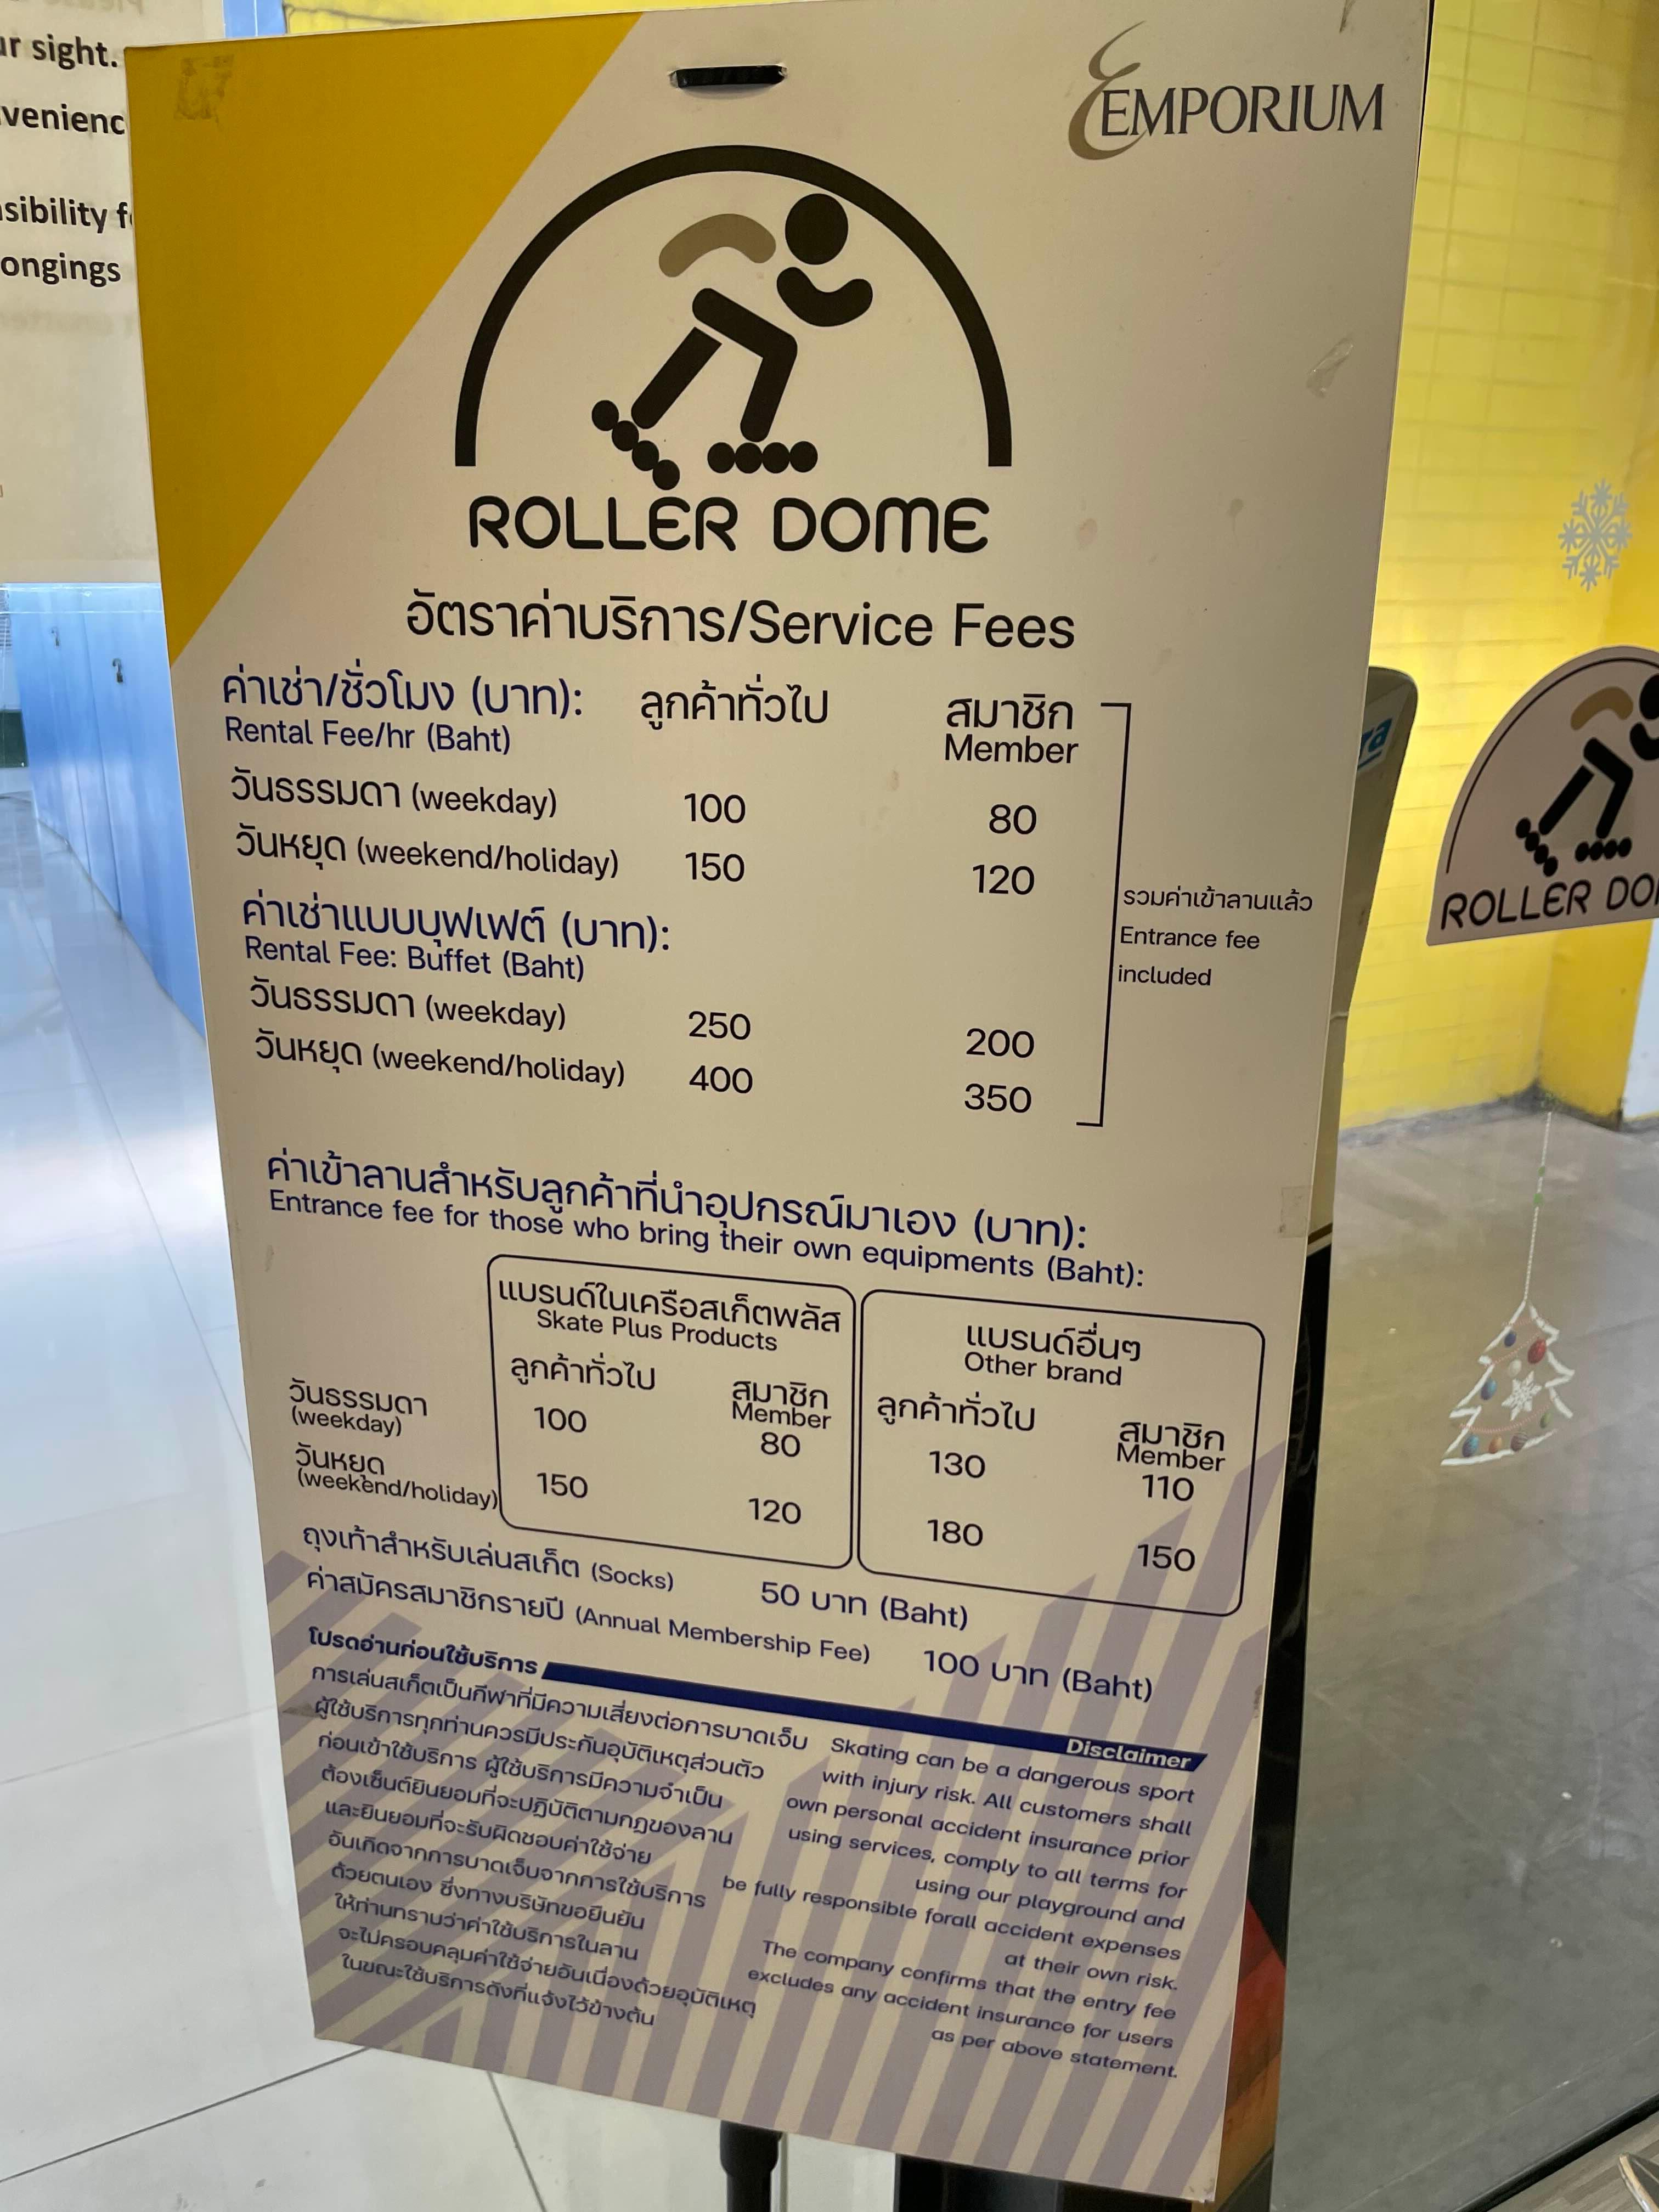 ur sight.
EMPORIUM
ROLLER DOME
อัตราค่าบริการ/Service Fees
ค่าเช่า/ชั่วโมง (บาท): ลูกค้าทั่วไป สมาชิก
Rental Fee/hr (Baht) Member
วันธรรมดา (weekday) 100 80
วันหยุด (weekend/holiday) 150 120
ค่าเช่าแบบบุฟเฟต์ (บาท):
Rental Fee: Buffet (Baht)
วันธรรมดา (weekday) 250 200
วันหยุด (weekend/holiday) 400 350
รวมค่าเข้าลานแล้ว
Entrance fee
included
ค่าเข้าลานสำหรับลูกค้าที่นำอุปกรณ์มาเอง (บาท):
Entrance fee for those who bring their own equipments (Baht):
แบรนด์ในเครือสเก็ตพลัส
Skate Plus Products
แบรนด์อื่นๆ
Other brand
ลูกค้าทั่วไป สมาชิก ลูกค้าทั่วไป สมาชิก
Member Member
วันธรรมดา
(weekday) 100 80 130 110
วันหยุด
(weekend/holiday) 150 120 180 150
ถุงเท้าสำหรับเล่นสเก็ต (Socks) 50 บาท (Baht)
ค่าสมัครสมาชิกรายปี (Annual Membership Fee) 100 บาท (Baht)
โปรดอ่านก่อนใช้บริการ
การเล่นสเก็ตเป็นกีฬาที่มีความเสี่ยงต่อการบาดเจ็บ
ผู้ใช้บริการทุกท่านควรมีประกันอุบัติเหตุส่วนตัว
ก่อนเข้าใช้บริการ ผู้ใช้บริการมีความจำเป็น
ต้องเซ็นต์ยินยอมที่จะปฏิบัติตามกฎของลาน
และยินยอมที่จะรับผิดชอบค่าใช้จ่าย
อันเกิดจากการบาดเจ็บจากการใช้บริการ
ด้วยตนเอง ซึ่งทางบริษัทขอยืนยัน
ให้ท่านทราบว่าค่าใช้บริการในลาน
จะไม่ครอบคลุมค่าใช้จ่ายอันเนื่องด้วยอุบัติเหตุ
ในขณะใช้บริการดังที่แจ้งไว้ข้างต้น
Disclaimer
Skating can be a dangerous sport
with injury risk. All customers shall
own personal accident insurance prior
using services, comply to all terms for
using our playground and
be fully responsible forall accident expenses
at their own risk.
The company confirms that the entry fee
excludes any accident insurance for users
as per above statement.
ROLLER DO